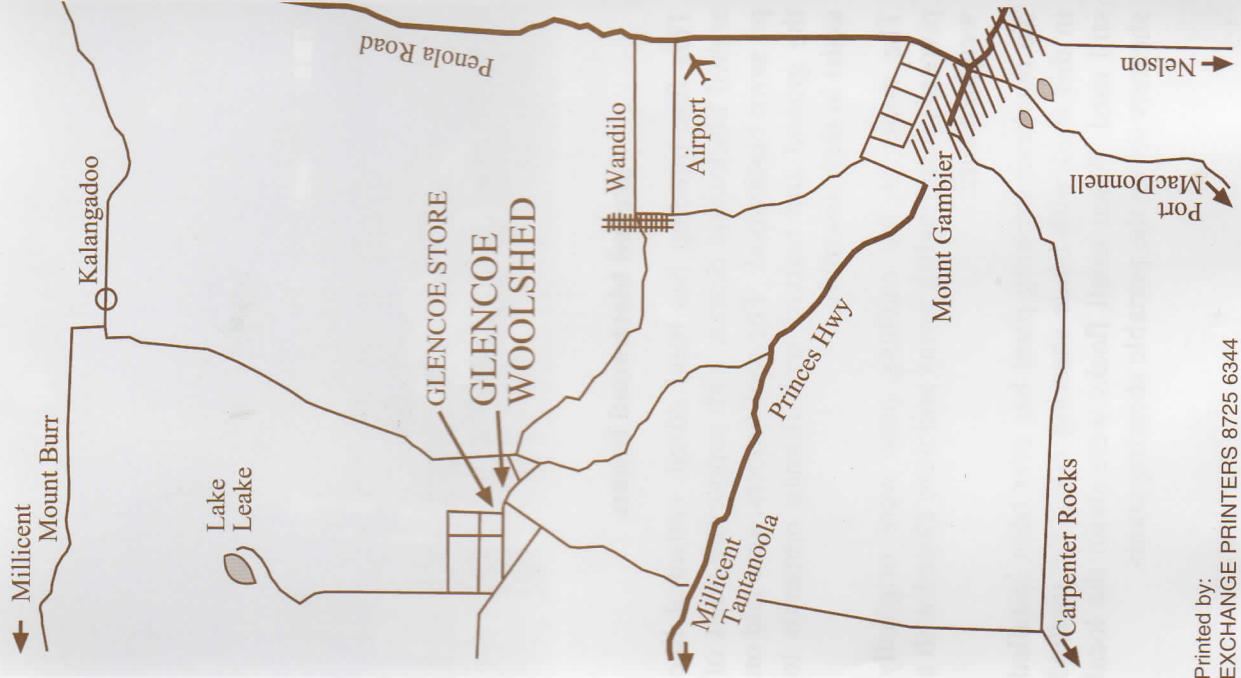 Millicent
Mount Burr
Kalangadoo
Penola Road
Lake
Leake
GLENCOE STORE
GLENCOE
WOOLSHED
Wandilo
Airport
Princes Hwy
Millicent
Tantanoola
Mount Gambier
Nelson
Port
MacDonnell
Carpenter Rocks
Printed by:
EXCHANGE PRINTERS 8725 6344